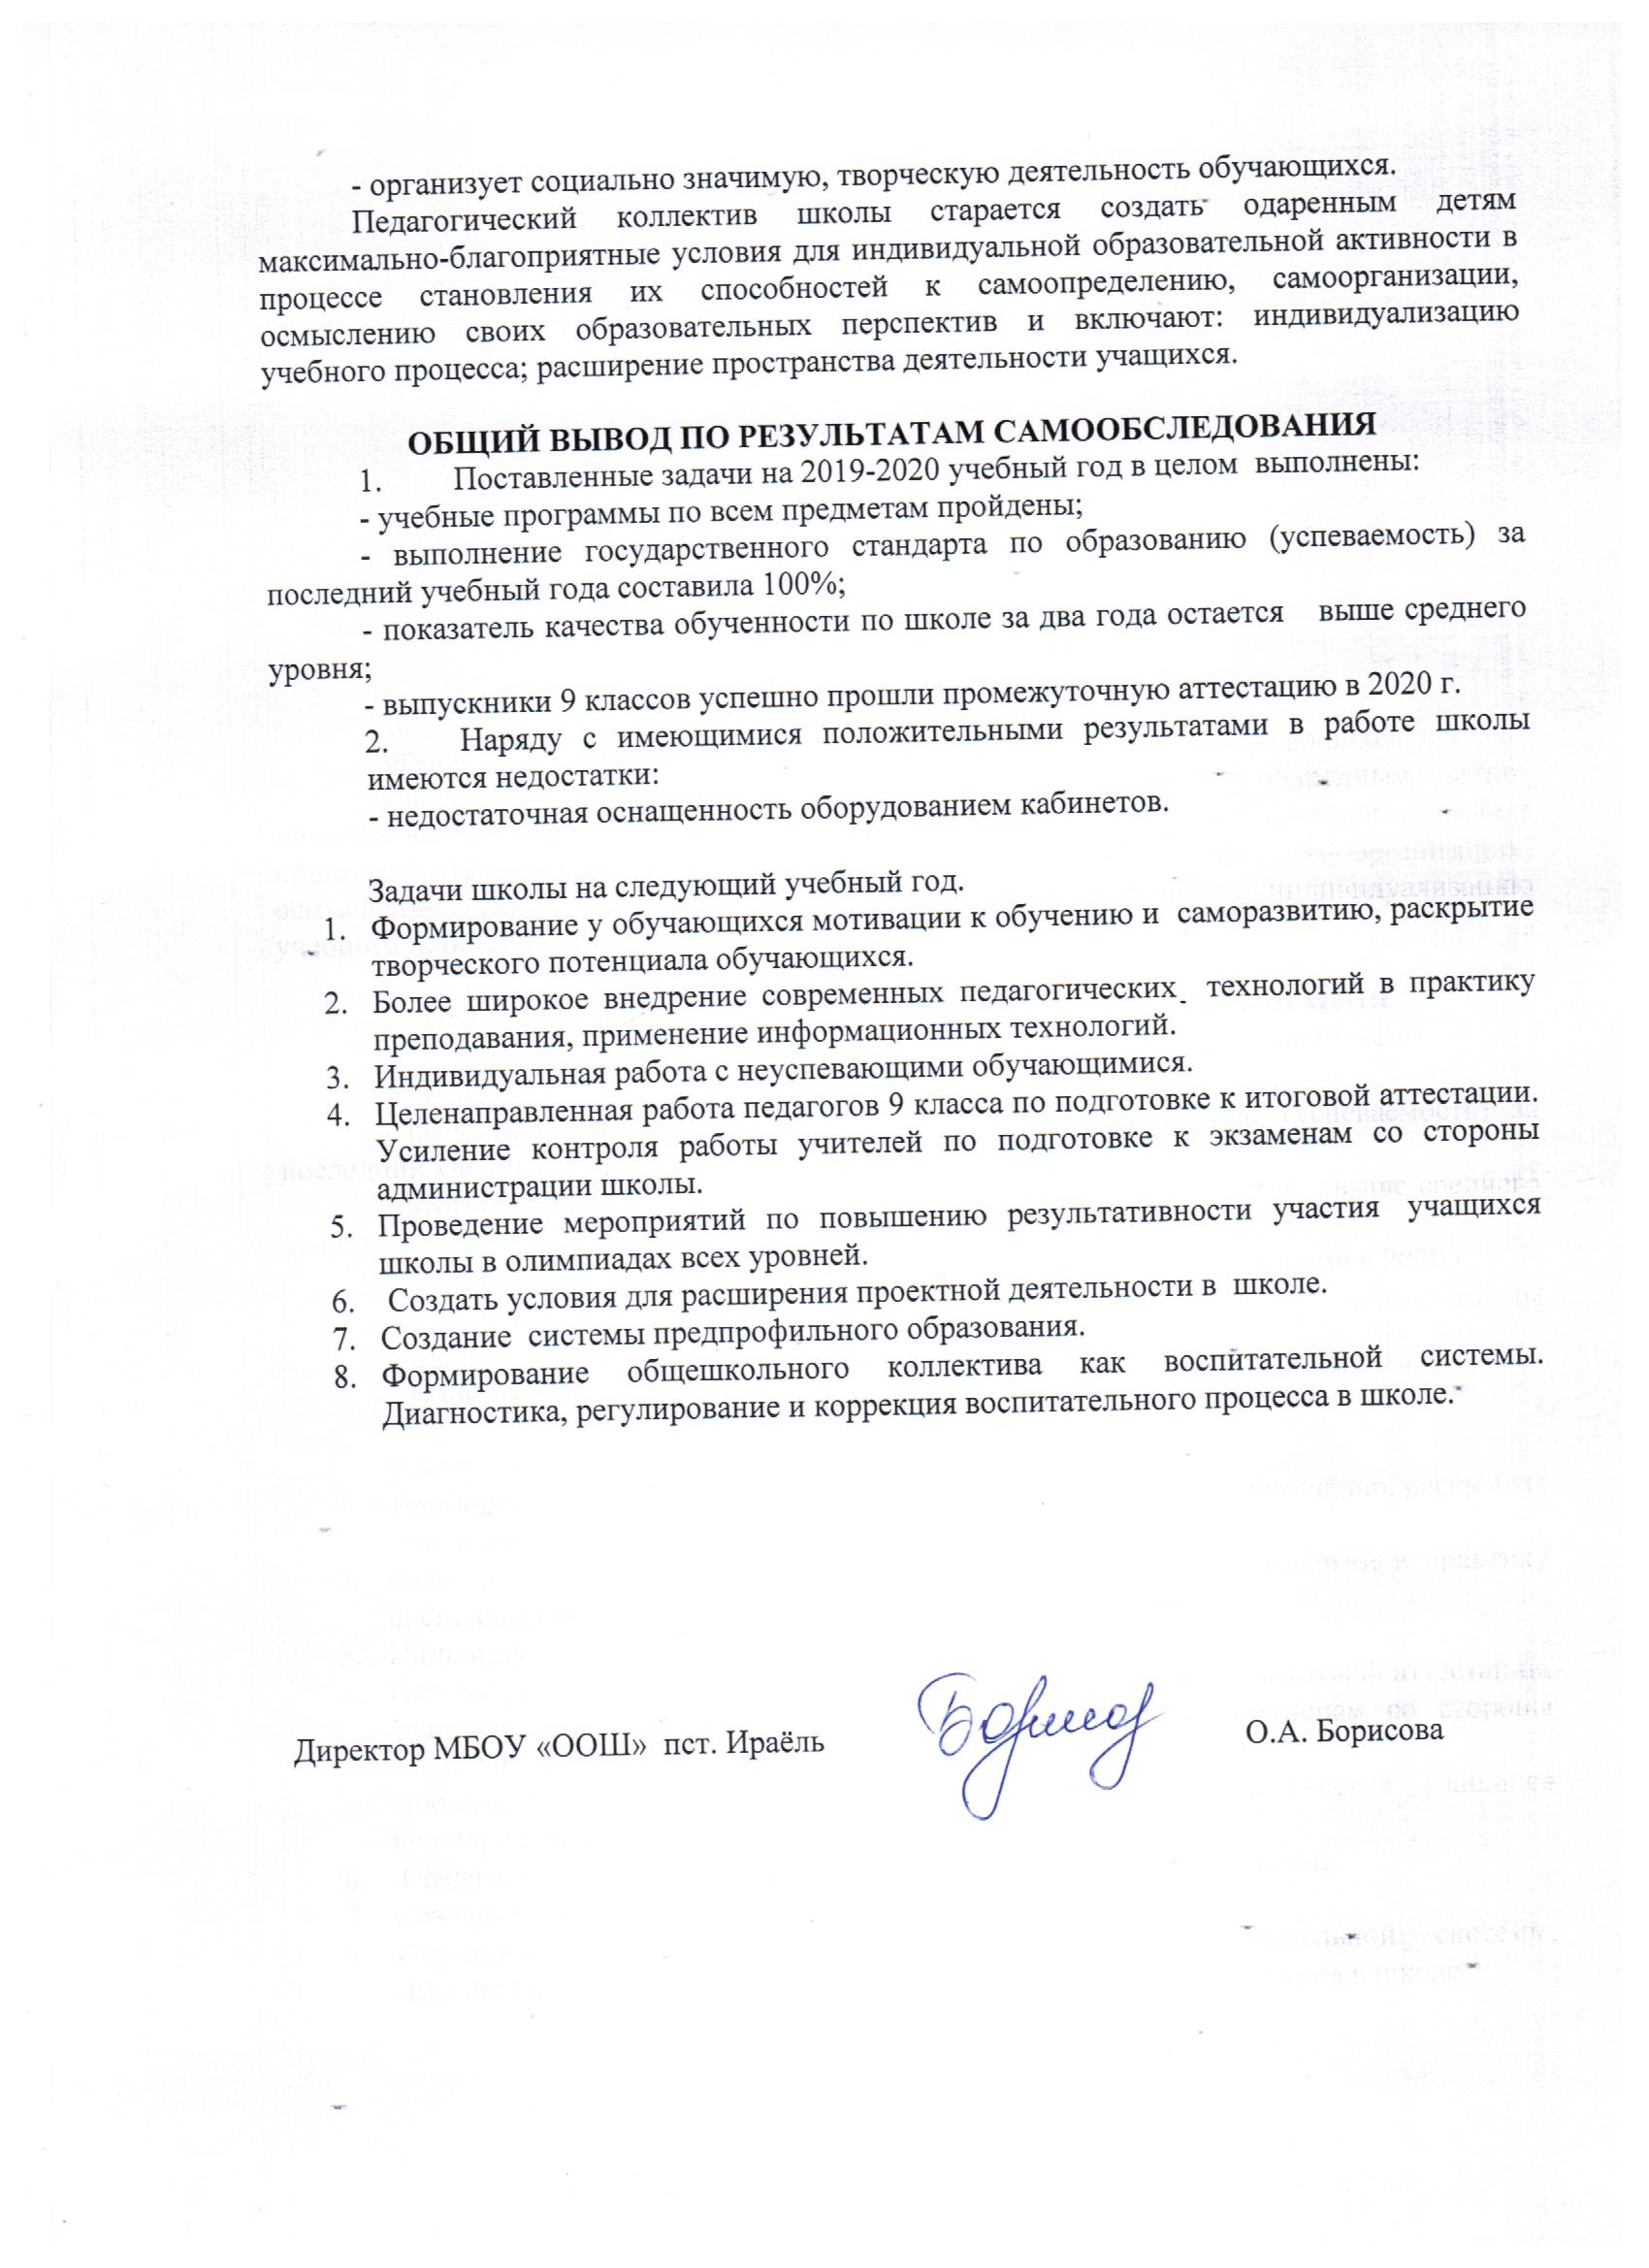 - организует социально значимую, творческую деятельность обучающихся.
Педагогический коллектив школы старается создать одаренным детям
максимально-благоприятные условия для индивидуальной образовательной активности в
процессе становления их способностей к самоопределению, самоорганизации,
осмыслению своих образовательных перспектив и включают: индивидуализацию
учебного процесса; расширение пространства деятельности учащихся.
ОБЩИЙ ВЫВОД ПО РЕЗУЛЬТАТАМ САМООБСЛЕДОВАНИЯ
1. Поставленные задачи на 2019-2020 учебный год в целом выполнены:
- учебные программы по всем предметам пройдены;
- выполнение государственного стандарта по образованию (успеваемость) за
последний учебный года составила 100%;
- показатель качества обученности по школе за два года остается выше среднего
уровня;
- выпускники 9 классов успешно прошли промежуточную аттестацию в 2020 г.
2. Наряду с имеющимися положительными результатами в работе школы
имеются недостатки:
- недостаточная оснащенность оборудованием кабинетов.
Задачи школы на следующий учебный год.
1. Формирование у обучающихся мотивации к обучению и саморазвитию, раскрытие
творческого потенциала обучающихся.
2. Более широкое внедрение современных педагогических технологий в практику
преподавания, применение информационных технологий.
3. Индивидуальная работа с неуспевающими обучающимися.
4. Целенаправленная работа педагогов 9 класса по подготовке к итоговой аттестации.
Усиление контроля работы учителей по подготовке к экзаменам со стороны
администрации школы.
5. Проведение мероприятий по повышению результативности участия учащихся
школы в олимпиадах всех уровней.
6. Создать условия для расширения проектной деятельности в школе.
7. Создание системы предпрофильного образования.
8. Формирование общешкольного коллектива как воспитательной системы.
Диагностика, регулирование и коррекция воспитательного процесса в школе.
Директор МБОУ «ООШ» пст. Ираёль О.А. Борисова